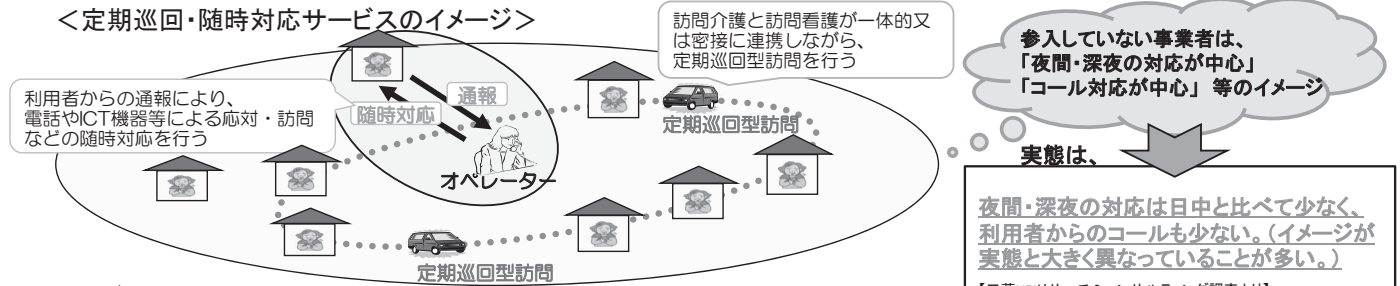 ＜定期巡回・随時対応サービスのイメージ＞
訪問介護と訪問看護が一体的又
は密接に連携しながら、
定期巡回型訪問を行う
利用者からの通報により、
電話やICT機器等による応対・訪問
などの随時対応を行う
通報
随時対応
オペレーター
定期巡回型訪問
定期巡回型訪問
参入していない事業者は、
「夜間・深夜の対応が中心」
「コール対応が中心」 等のイメージ
実態は、
夜間・深夜の対応は日中と比べて少なく、
利用者からのコールも少ない。（イメージが
実態と大きく異なっていることが多い。）